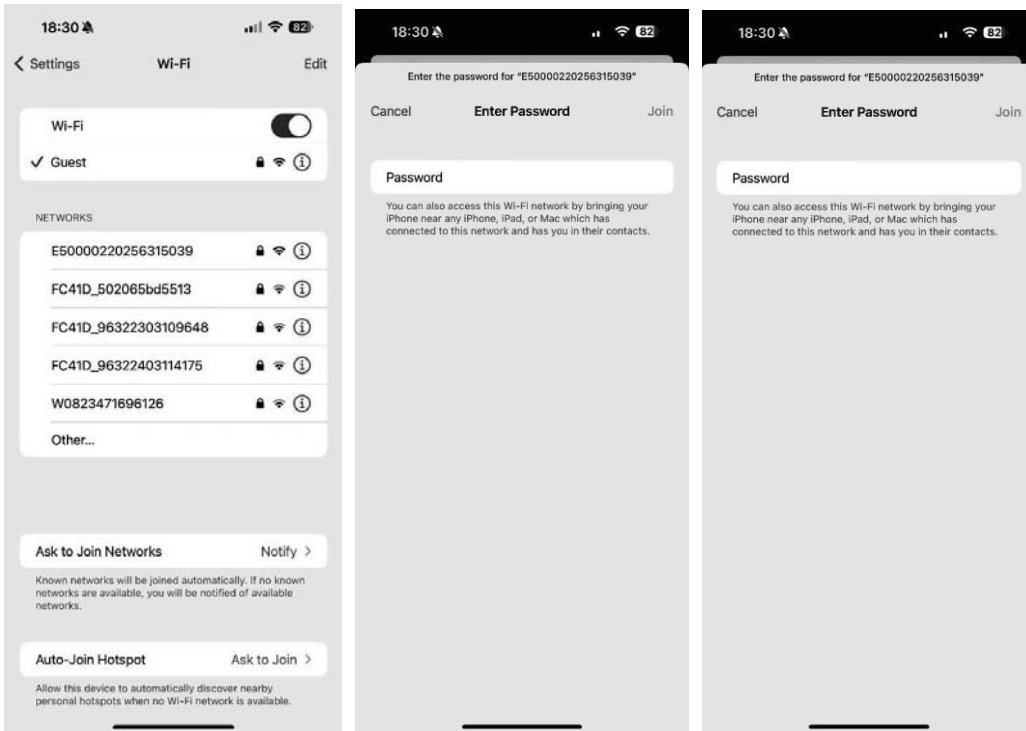 18:30
82
Settings
Wi-Fi
Edit
Wi-Fi
Guest
NETWORKS
E50000220256315039
FC41D_502065bd5513
FC41D_96322303109648
FC41D_96322403114175
W0823471696126
Other...
Ask to Join Networks
Notify
Known networks will be joined automatically. If no known
networks are available, you will be notified of available
networks.
Auto-Join Hotspot
Ask to Join
Allow this device to automatically discover nearby
personal hotspots when no Wi-Fi network is available.
18:30
82
Enter the password for "E50000220256315039"
Cancel
Enter Password
Join
Password
You can also access this Wi-Fi network by bringing your
iPhone near any iPhone, iPad, or Mac which has
connected to this network and has you in their contacts.
18:30
82
Enter the password for "E50000220256315039"
Cancel
Enter Password
Join
Password
You can also access this Wi-Fi network by bringing your
iPhone near any iPhone, iPad, or Mac which has
connected to this network and has you in their contacts.